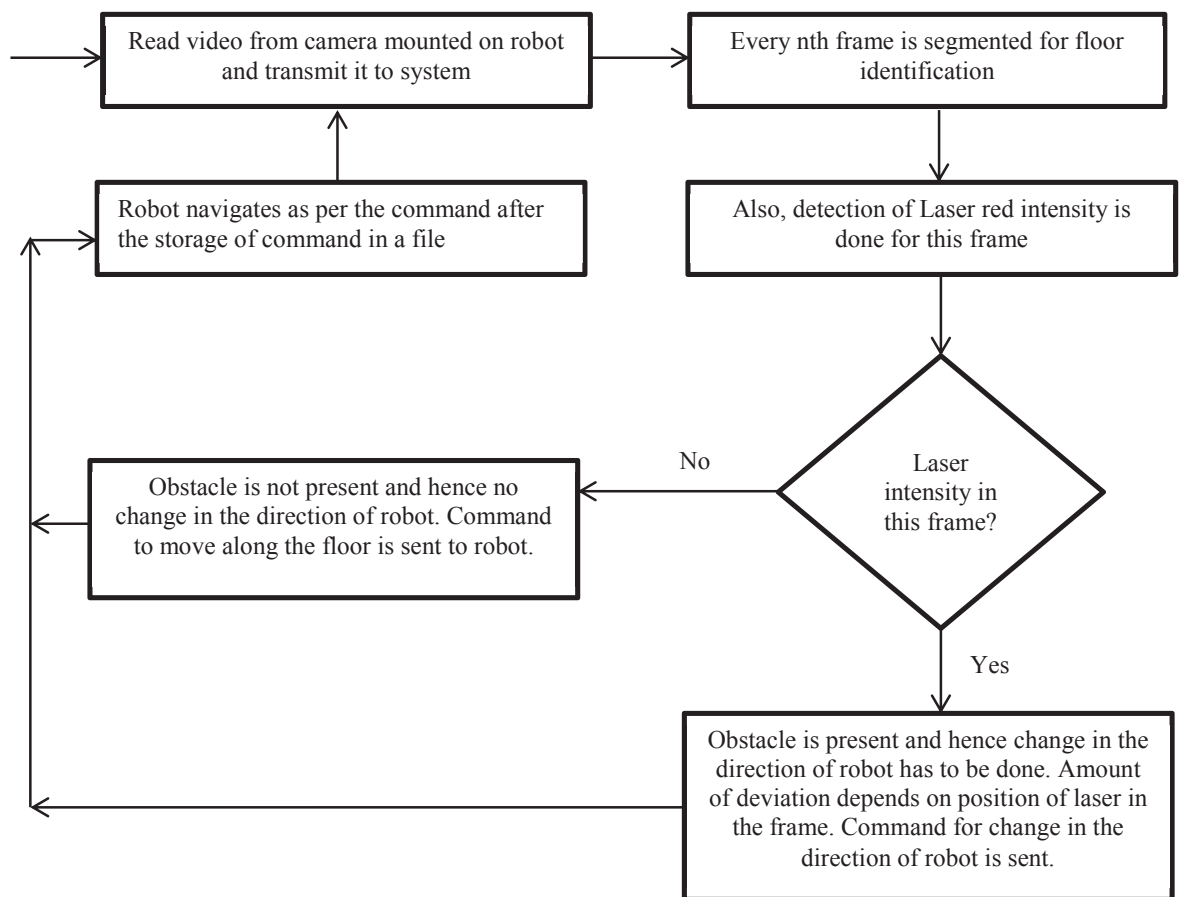 Read video from camera mounted on robot
and transmit it to system
Every nth frame is segmented for floor
identification
Robot navigates as per the command after
the storage of command in a file
Also, detection of Laser red intensity is
done for this frame
No
Laser
intensity in
this frame?
Obstacle is not present and hence no
change in the direction of robot. Command
to move along the floor is sent to robot.
Yes
Obstacle is present and hence change in the
direction of robot has to be done. Amount
of deviation depends on position of laser in
the frame. Command for change in the
direction of robot is sent.